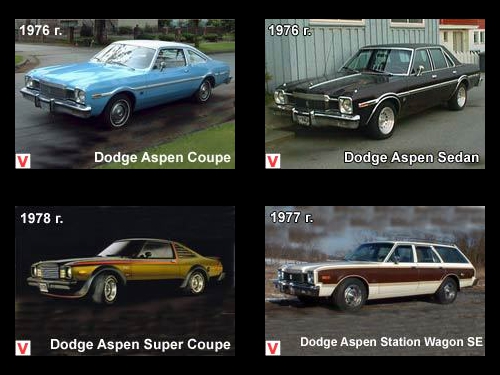 1976 г.
V
Dodge Aspen Coupe
1976 г.
V
Dodge Aspen Sedan
1978 г.
V
Dodge Aspen Super Coupe
1977 г.
V
Dodge Aspen Station Wagon SE